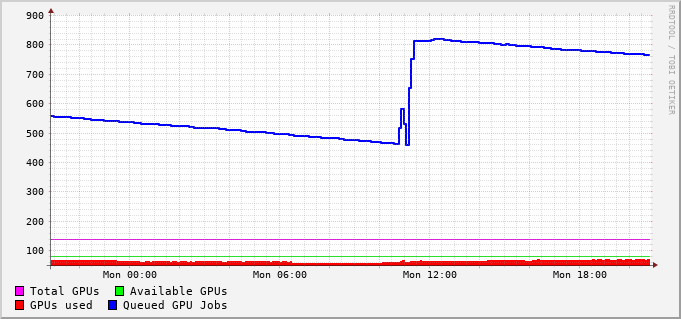 900
800
700
600
500
400
300
200
100
Mon 00:00 Mon 06:00 Mon 12:00 Mon 18:00
Total GPUs Available GPUs
GPUs used Queued GPU Jobs
RRDTOOL / TOBI OETIKER